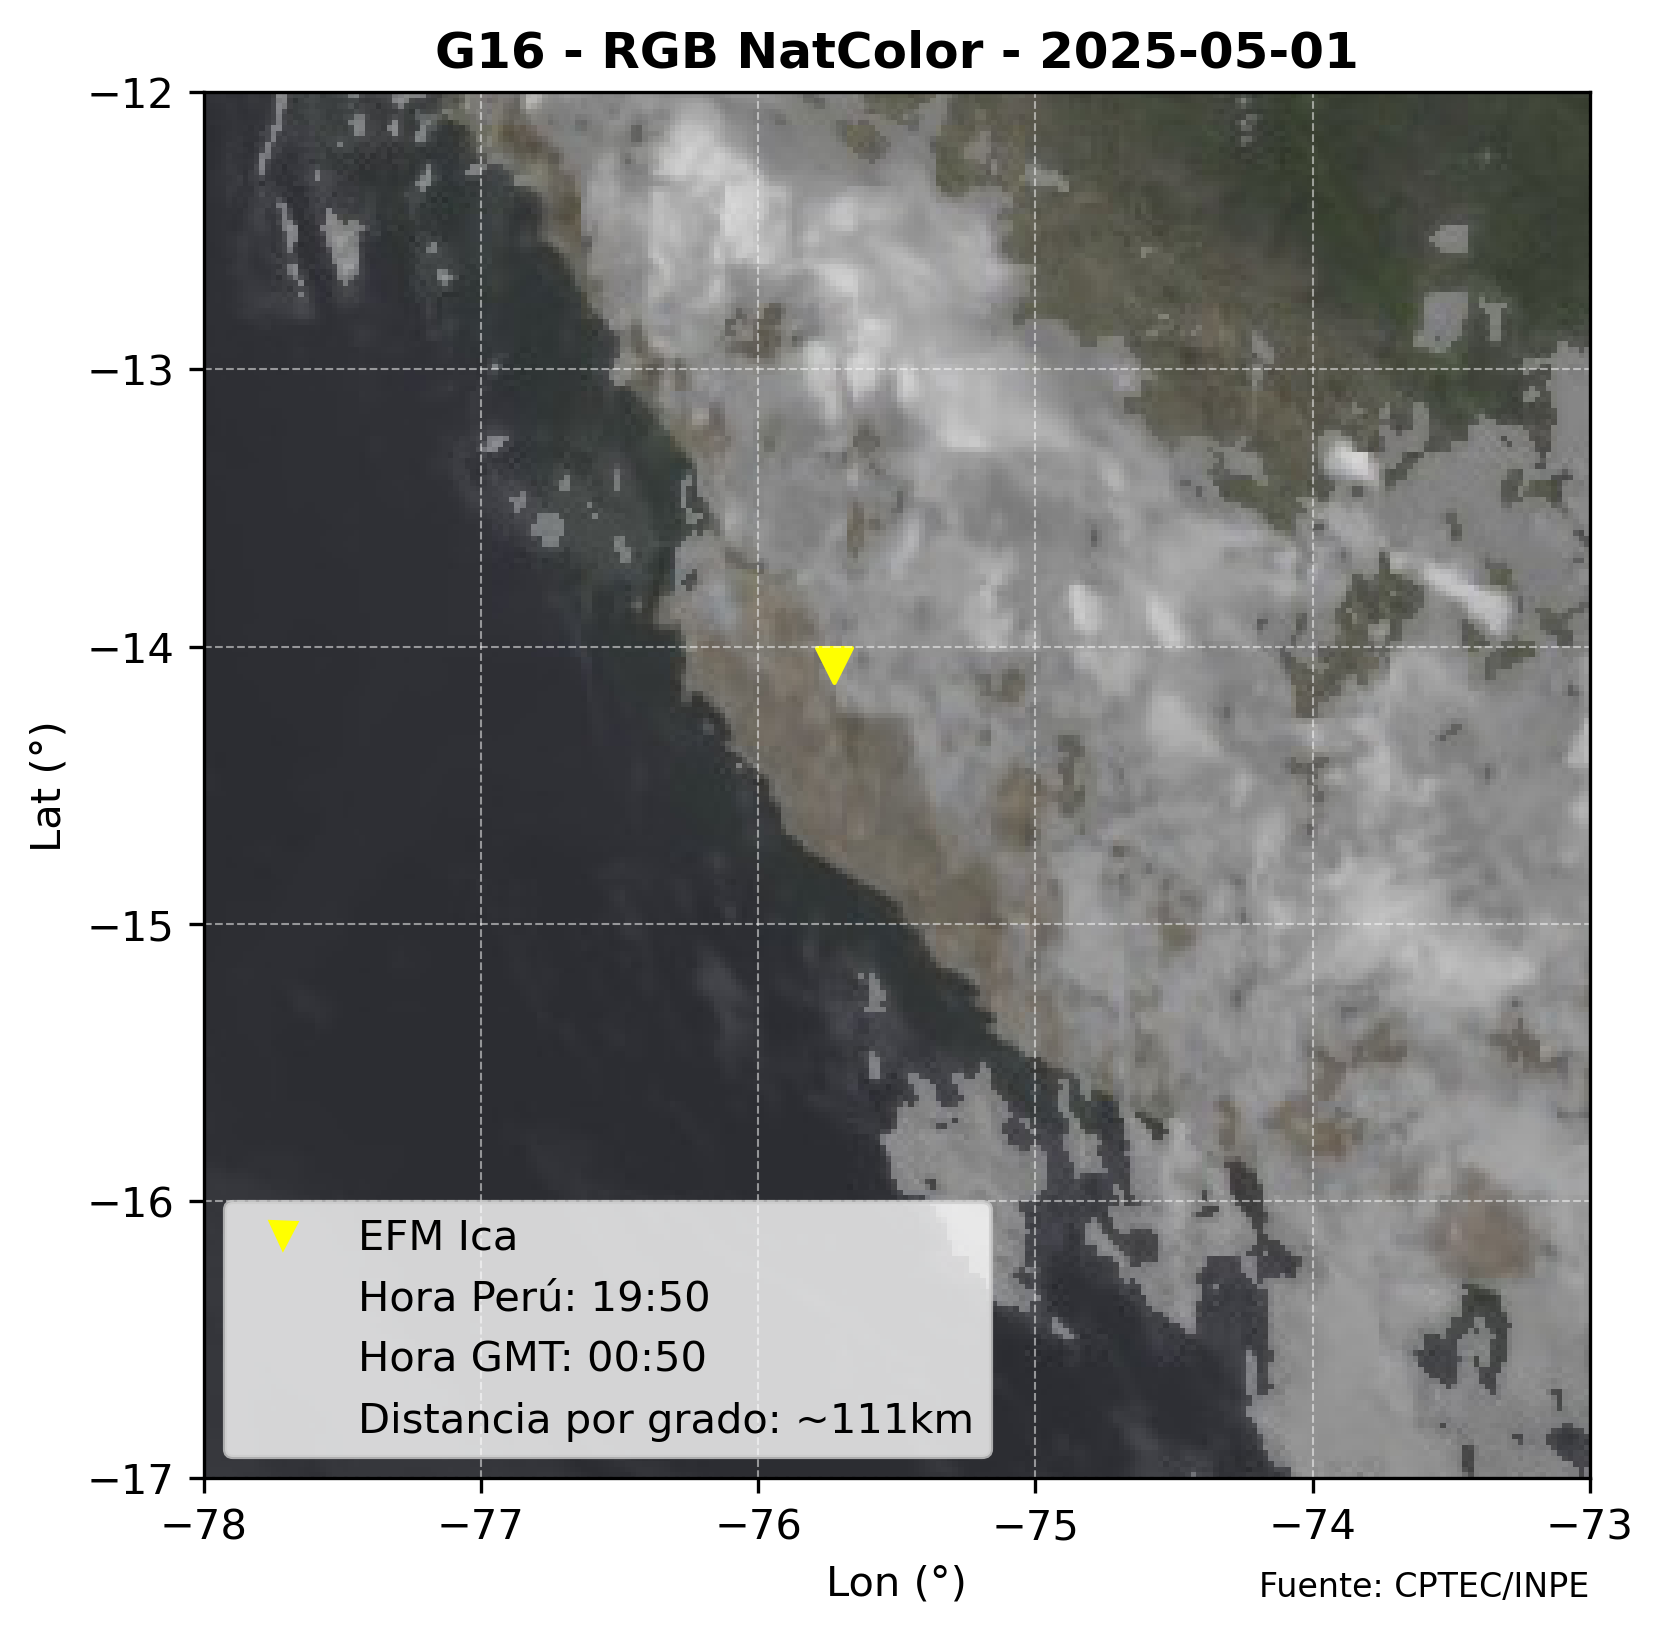 G16 - RGB NatColor - 2025-05-01
−12
−13
−14
−15
−16
−17
Lat (°)
EFM Ica
Hora Perú: 19:50
Hora GMT: 00:50
Distancia por grado: ~111km
−78 −77 −76 −75 −74 −73
Lon (°)
Fuente: CPTEC/INPE